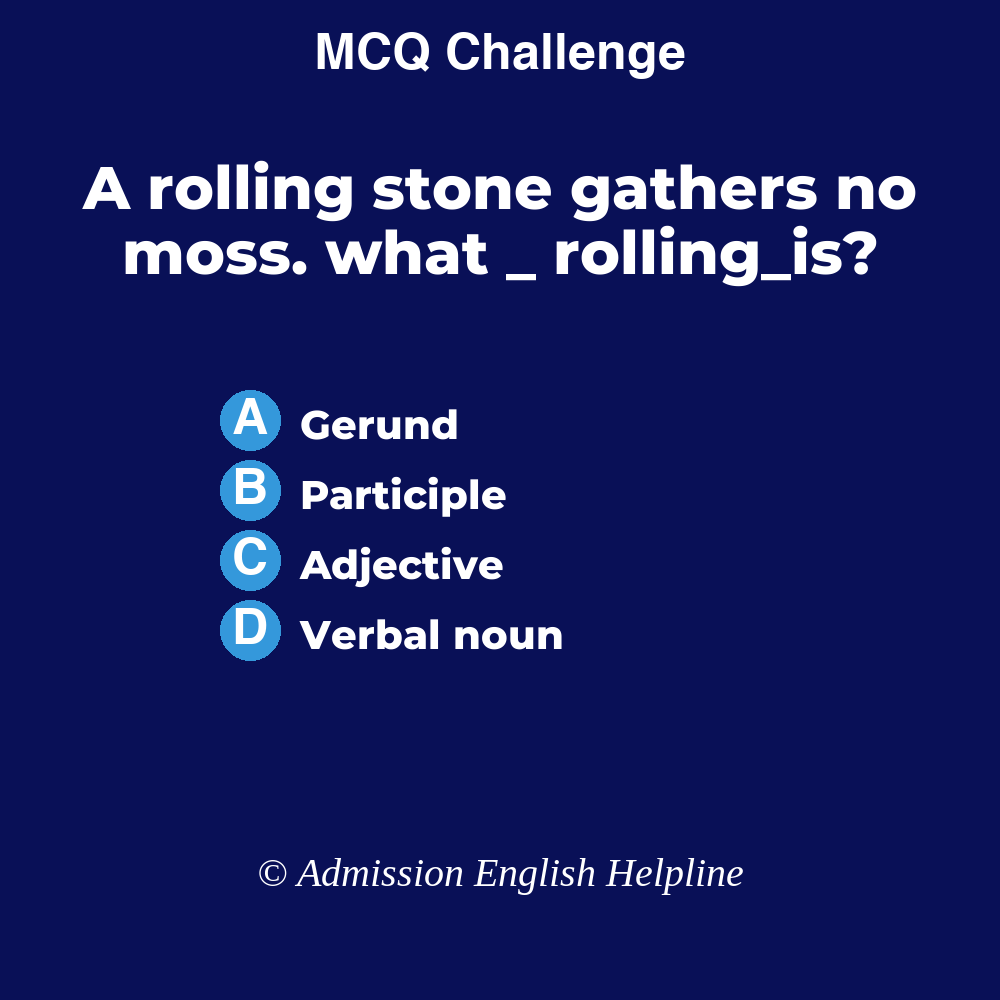 MCQ Challenge
A rolling stone gathers no
moss. what _ rolling_is?
A Gerund
B Participle
C Adjective
D Verbal noun
© Admission English Helpline